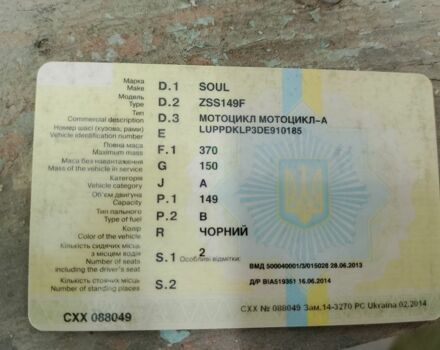 Марка
Make D.1 SOUL
Модель
Type D.2 ZSS149F
Commercial description D.3 МОТОЦИКЛ МОТОЦИКЛ-А
Номер шасі (кузова, рами)
Vehicle identification number E LUPPDKLP3DE910185
Повна маса
Maximum mass F.1 370
Маса без навантаження
Mass of the vehicle in service G 150
Категорія
Vehicle category J A
Об'єм двигуна
Capacity P.1 149
Тип пального
Type of fuel P.2 B
Колір
Color of the vehicle R ЧОРНИЙ
Кількість сидячих місць
з місцем водія
Number of seats
including the driver's seat S.1 2
Особливі відмітки:
ВМД 500040001/3/015028 28.06.2013
Кількість стоячих місць
Number of standing places S.2
Д/Р ВІА519351 16.06.2014
СХХ 088049
СХХ № 088049 Зам.14-3270 РС Ukraina 02.2014